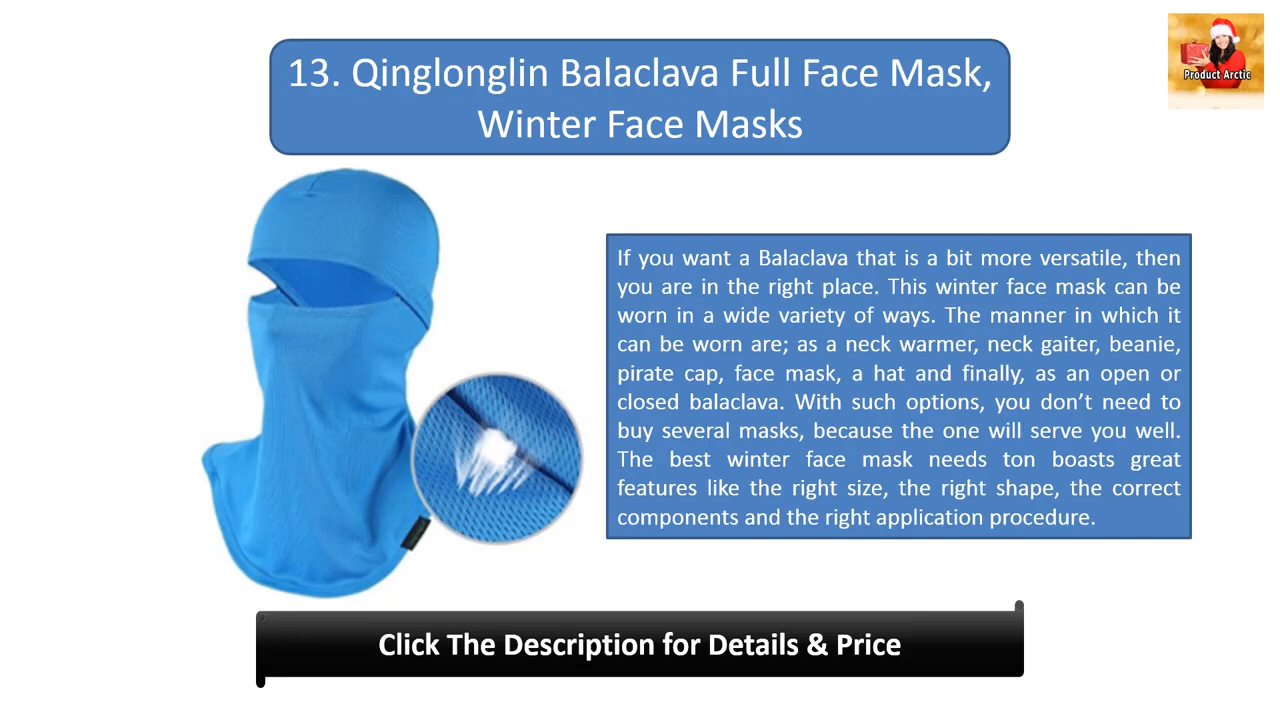 13. Qinglonglin Balaclava Full Face Mask,
Winter Face Masks
Product Arctic
If you want a Balaclava that is a bit more versatile, then
you are in the right place. This winter face mask can be
worn in a wide variety of ways. The manner in which it
can be worn are; as a neck warmer, neck gaiter, beanie,
pirate cap, face mask, a hat and finally, as an open or
closed balaclava. With such options, you don’t need to
buy several masks, because the one will serve you well.
The best winter face mask needs ton boasts great
features like the right size, the right shape, the correct
components and the right application procedure.
Click The Description for Details & Price